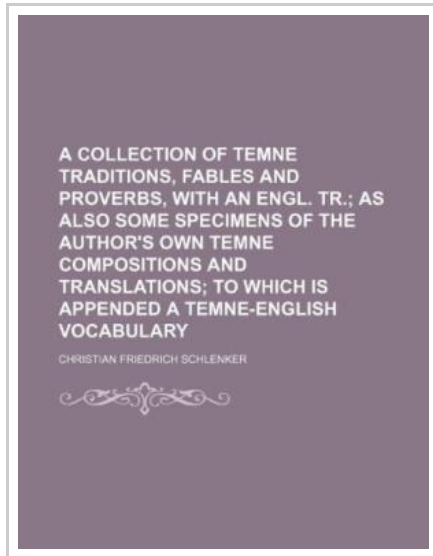 A COLLECTION OF TEMNE
TRADITIONS, FABLES AND
PROVERBS, WITH AN ENGL. TR.; AS
ALSO SOME SPECIMENS OF THE
AUTHOR'S OWN TEMNE
COMPOSITIONS AND
TRANSLATIONS; TO WHICH IS
APPENDED A TEMNE-ENGLISH
VOCABULARY
CHRISTIAN FRIEDRICH SCHLENKER